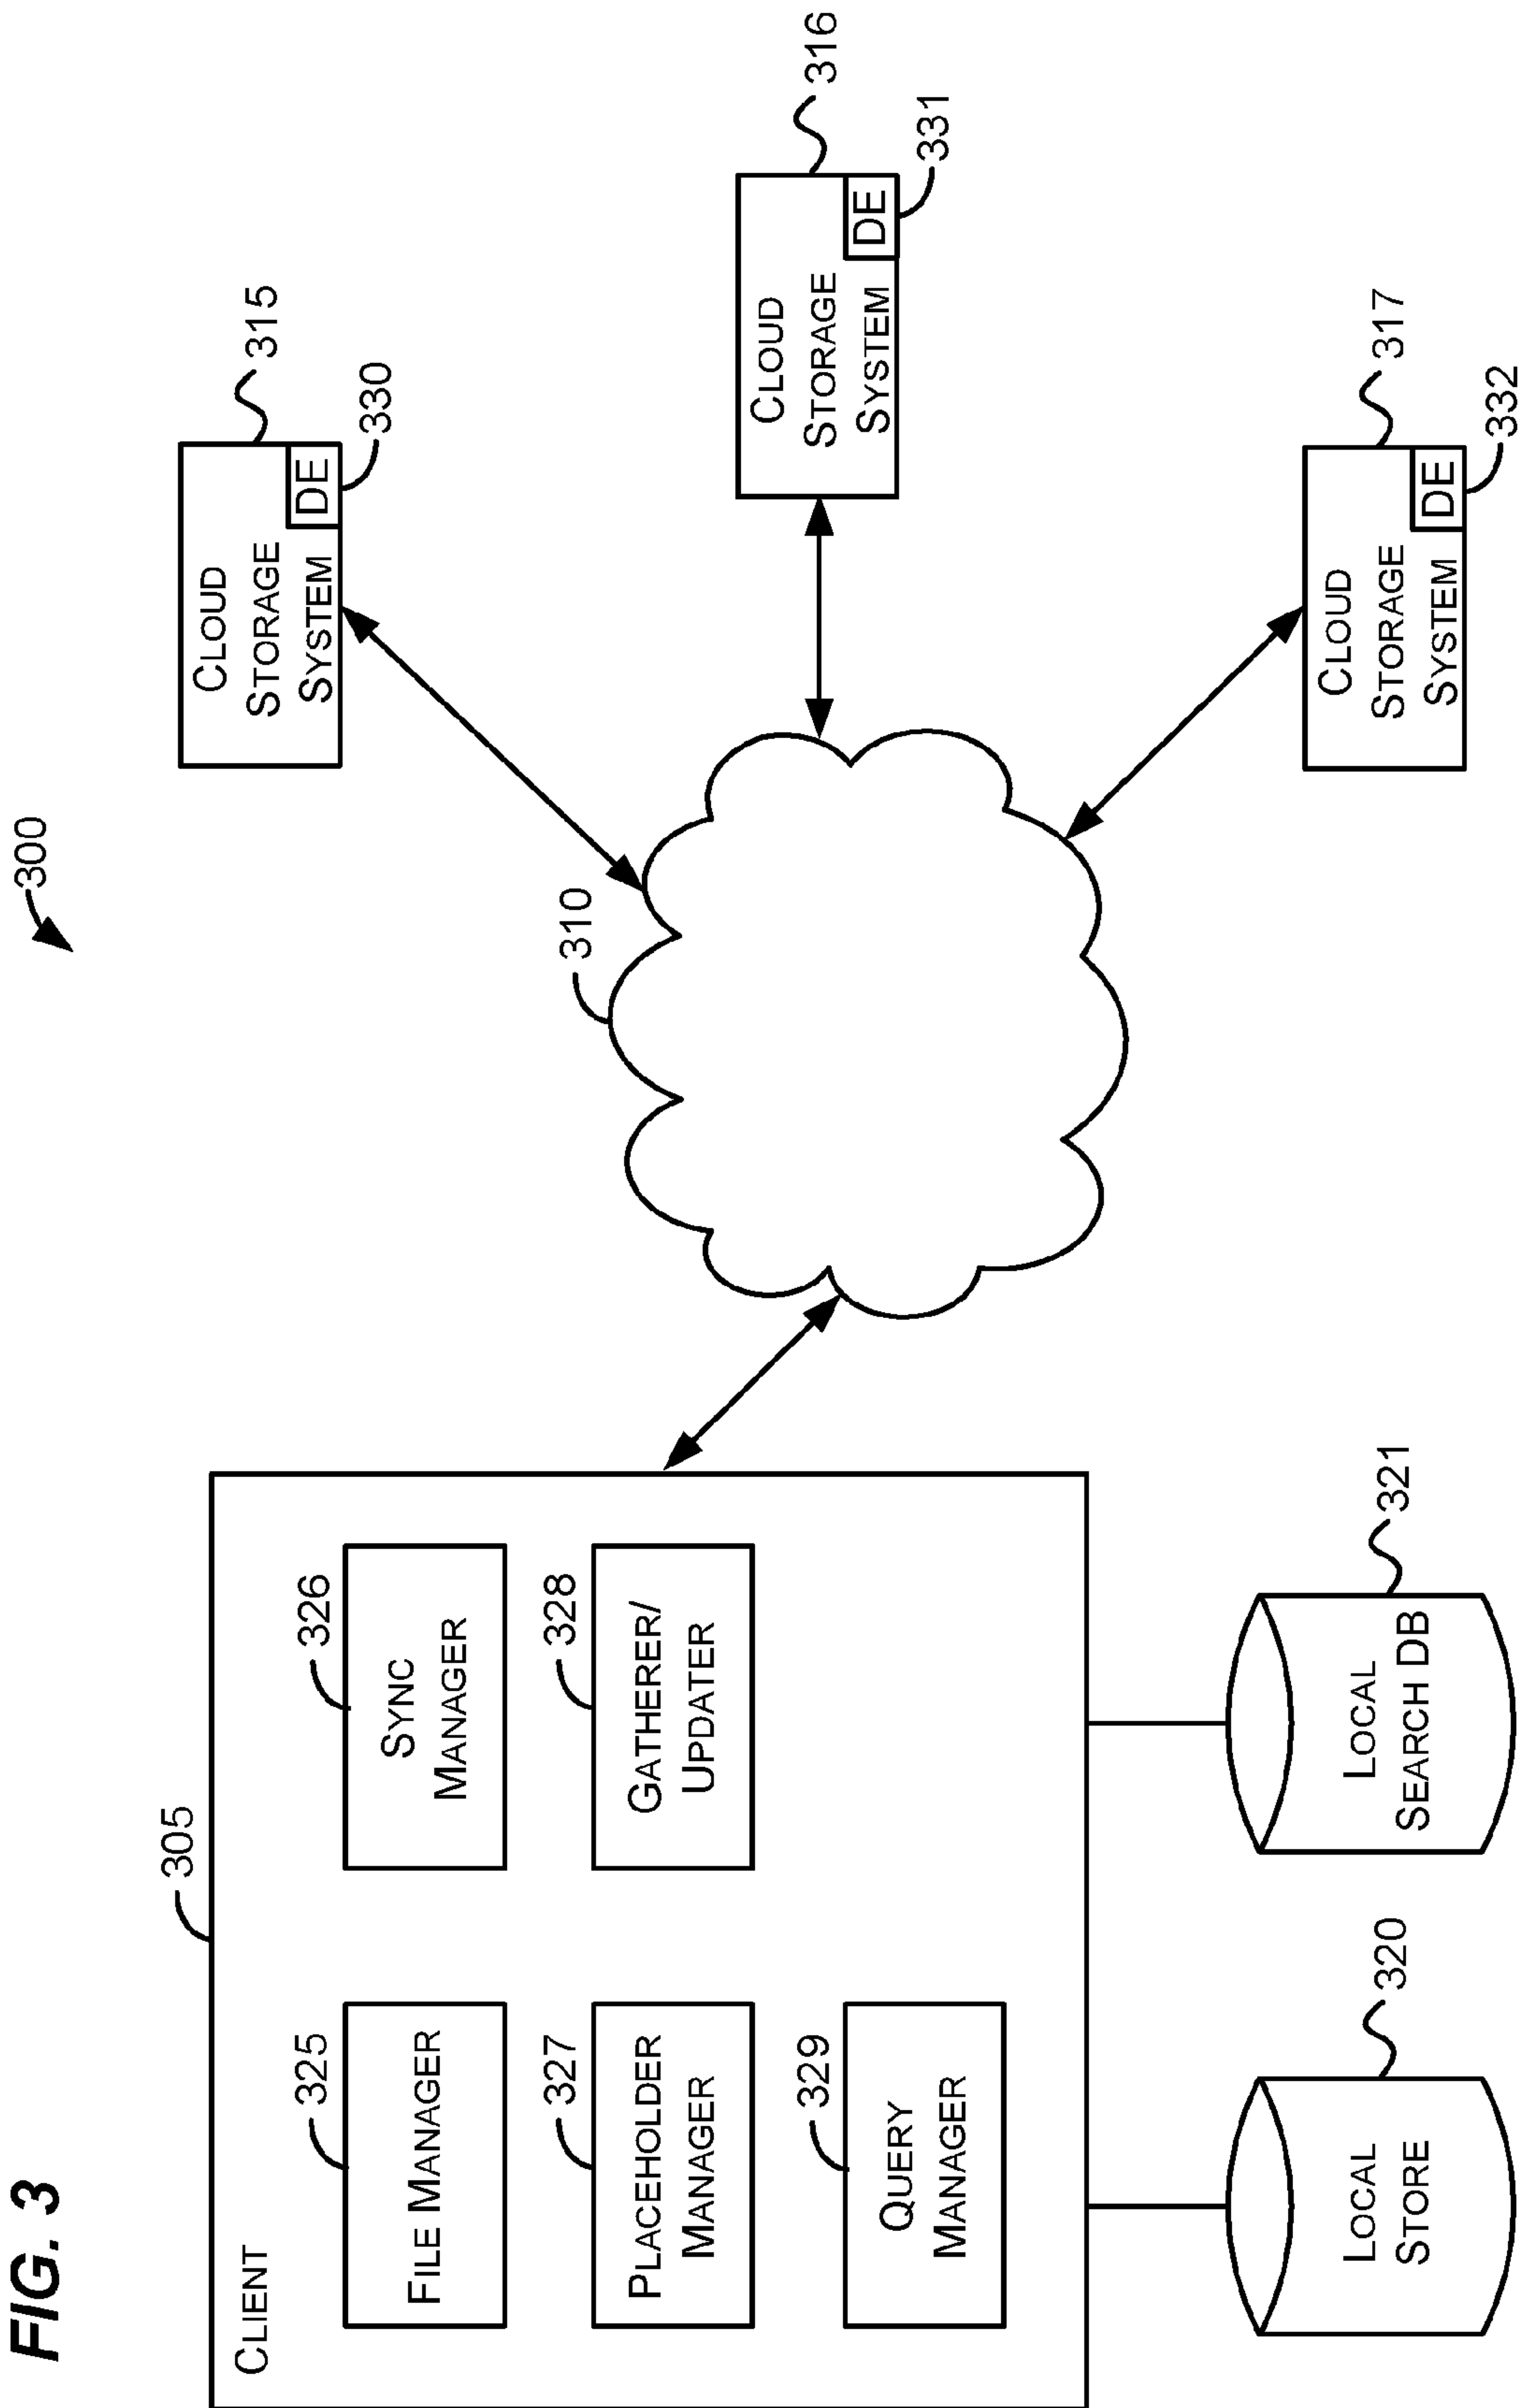 FIG. 3
300
CLIENT
305
325
FILE MANAGER
326
SYNC
MANAGER
327
PLACEHOLDER
MANAGER
328
GATHERER/
UPDATER
329
QUERY
MANAGER
LOCAL
STORE
320
LOCAL
SEARCH DB
321
310
CLOUD
STORAGE
SYSTEM
DE
315
330
CLOUD
STORAGE
SYSTEM
DE
316
331
CLOUD
STORAGE
SYSTEM
DE
317
332